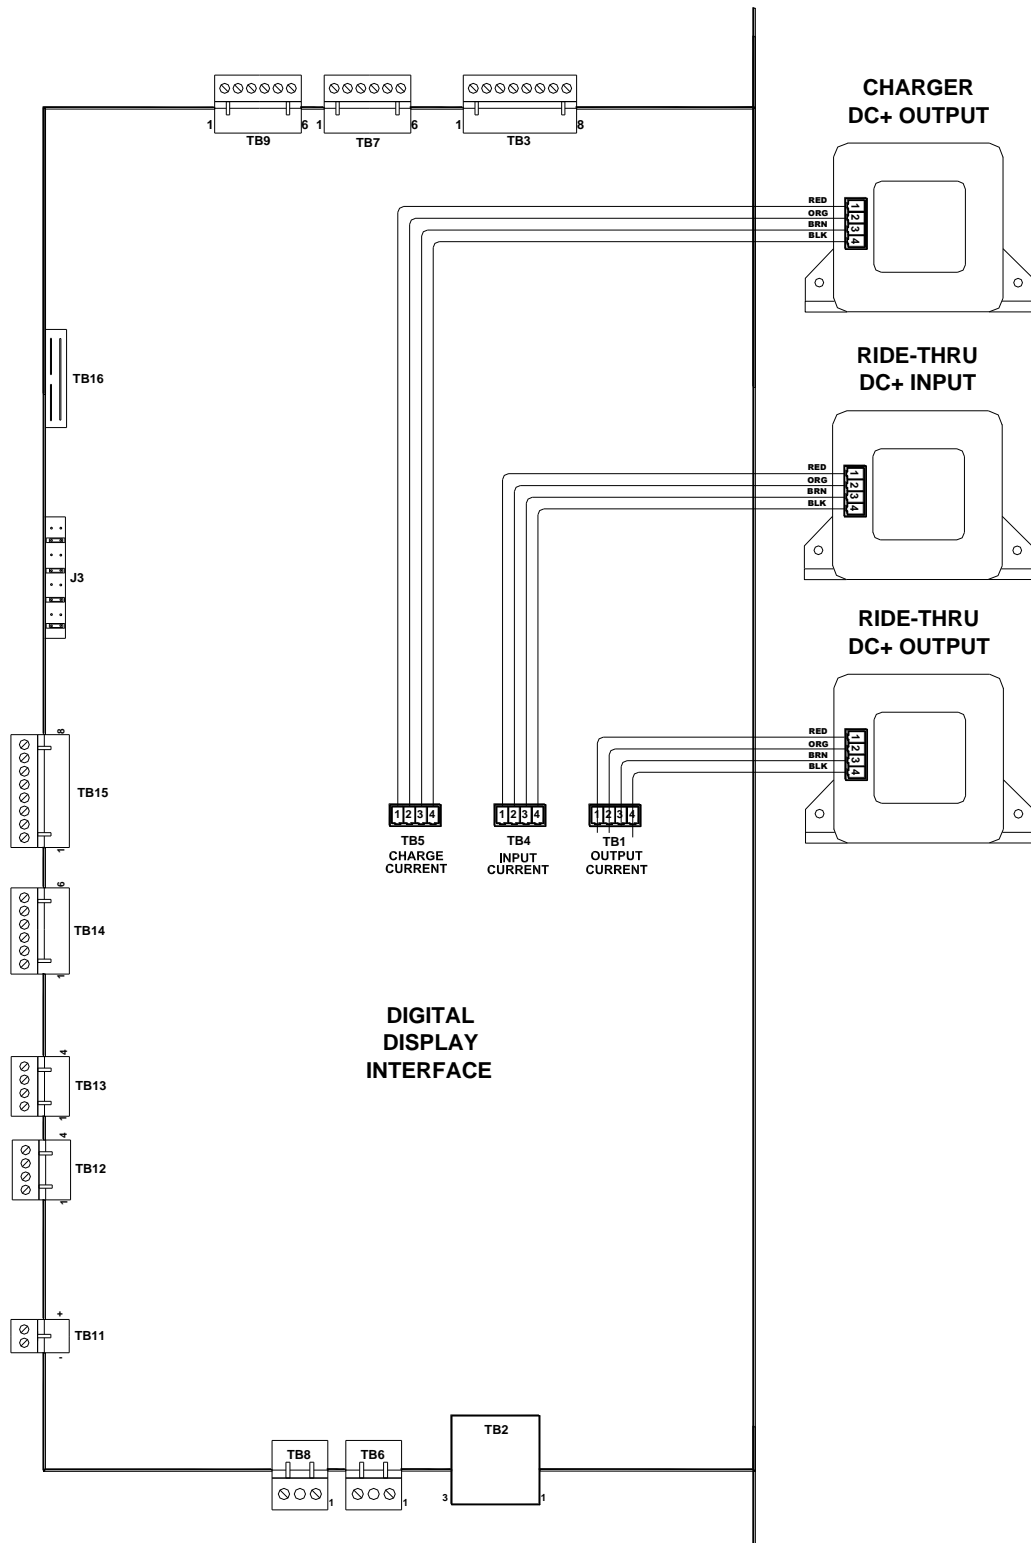 CHARGER
DC+ OUTPUT
1 6 1 6 1 8
TB9 TB7 TB3
RED
ORG
BRN
BLK
1
2
3
4
RIDE-THRU
DC+ INPUT
TB16
RED
ORG
BRN
BLK
1
2
3
4
J3
RIDE-THRU
DC+ OUTPUT
RED
ORG
BRN
BLK
1
2
3
4
8
TB15
1
1 2 3 4
TB5
CHARGE
CURRENT
1 2 3 4
TB4
INPUT
CURRENT
1 2 3 4
TB1
OUTPUT
CURRENT
6
TB14
1
DIGITAL
DISPLAY
INTERFACE
4
TB13
1
4
TB12
1
+
TB11
-
TB8 TB6 TB2
1 1 3 1